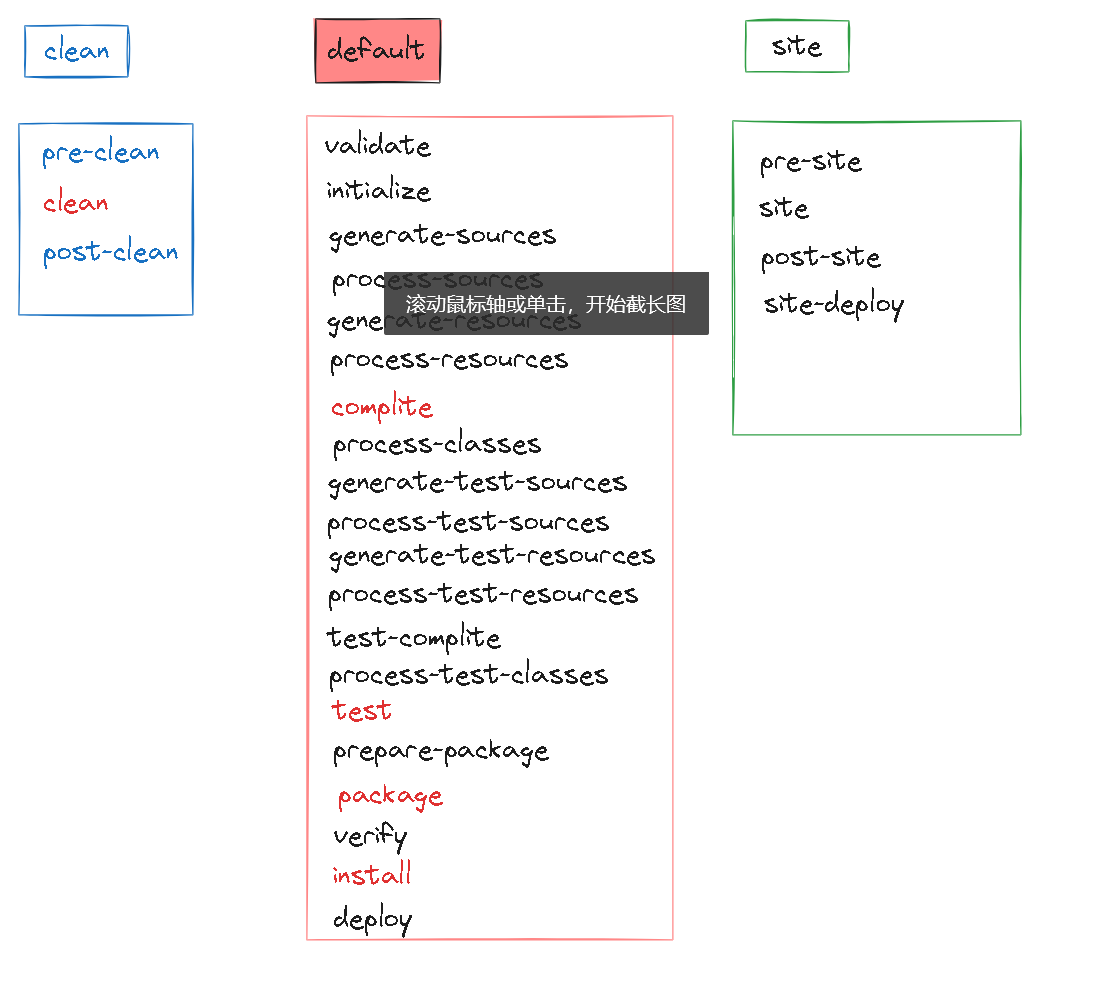 clean
pre-clean
clean
post-clean
default
validate
initialize
generate-sources
process-sources
滚动鼠标轴或单击，开始截长图
generate-resources
process-resources
complite
process-classes
generate-test-sources
process-test-sources
generate-test-resources
process-test-resources
test-complite
process-test-classes
test
prepare-package
package
verify
install
deploy
site
pre-site
site
post-site
site-deploy